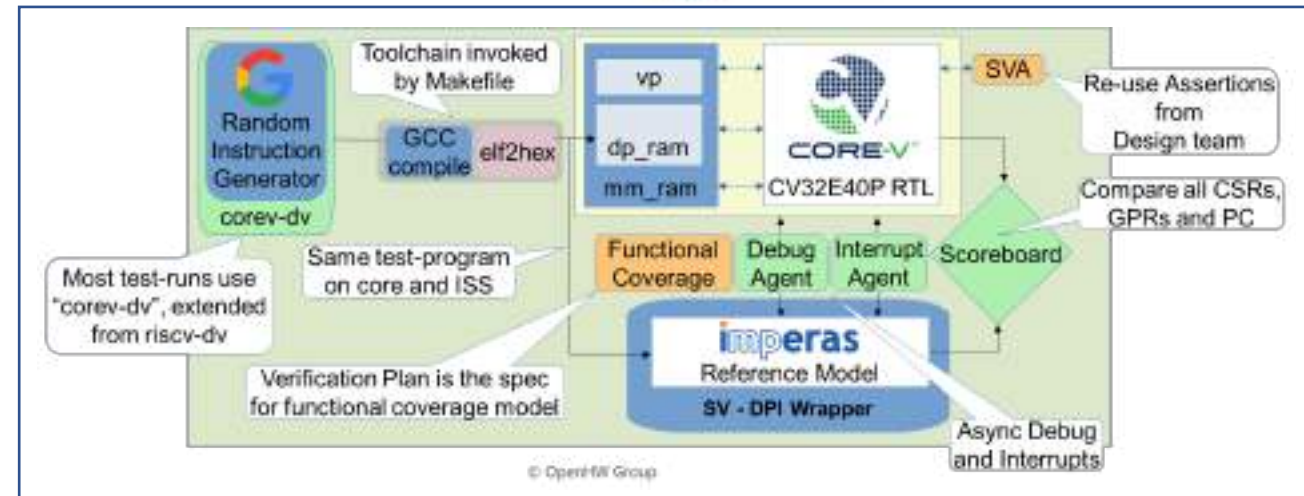 Toolchain invoked
by Makefile
Random
Instruction
Generator
corev-dv
GCC
compile
elf2hex
vp
dp_ram
mm_ram
CORE-V™
CV32E40P RTL
SVA
Re-use Assertions
from
Design team
Compare all CSRs,
GPRs and PC
Scoreboard
Most test-runs use
"corev-dv", extended
from riscv-dv
Same test-program
on core and ISS
Functional
Coverage
Debug
Agent
Interrupt
Agent
imperas
Reference Model
SV - DPI Wrapper
Verification Plan is the spec
for functional coverage model
Async Debug
and Interrupts
© OpenHW Group